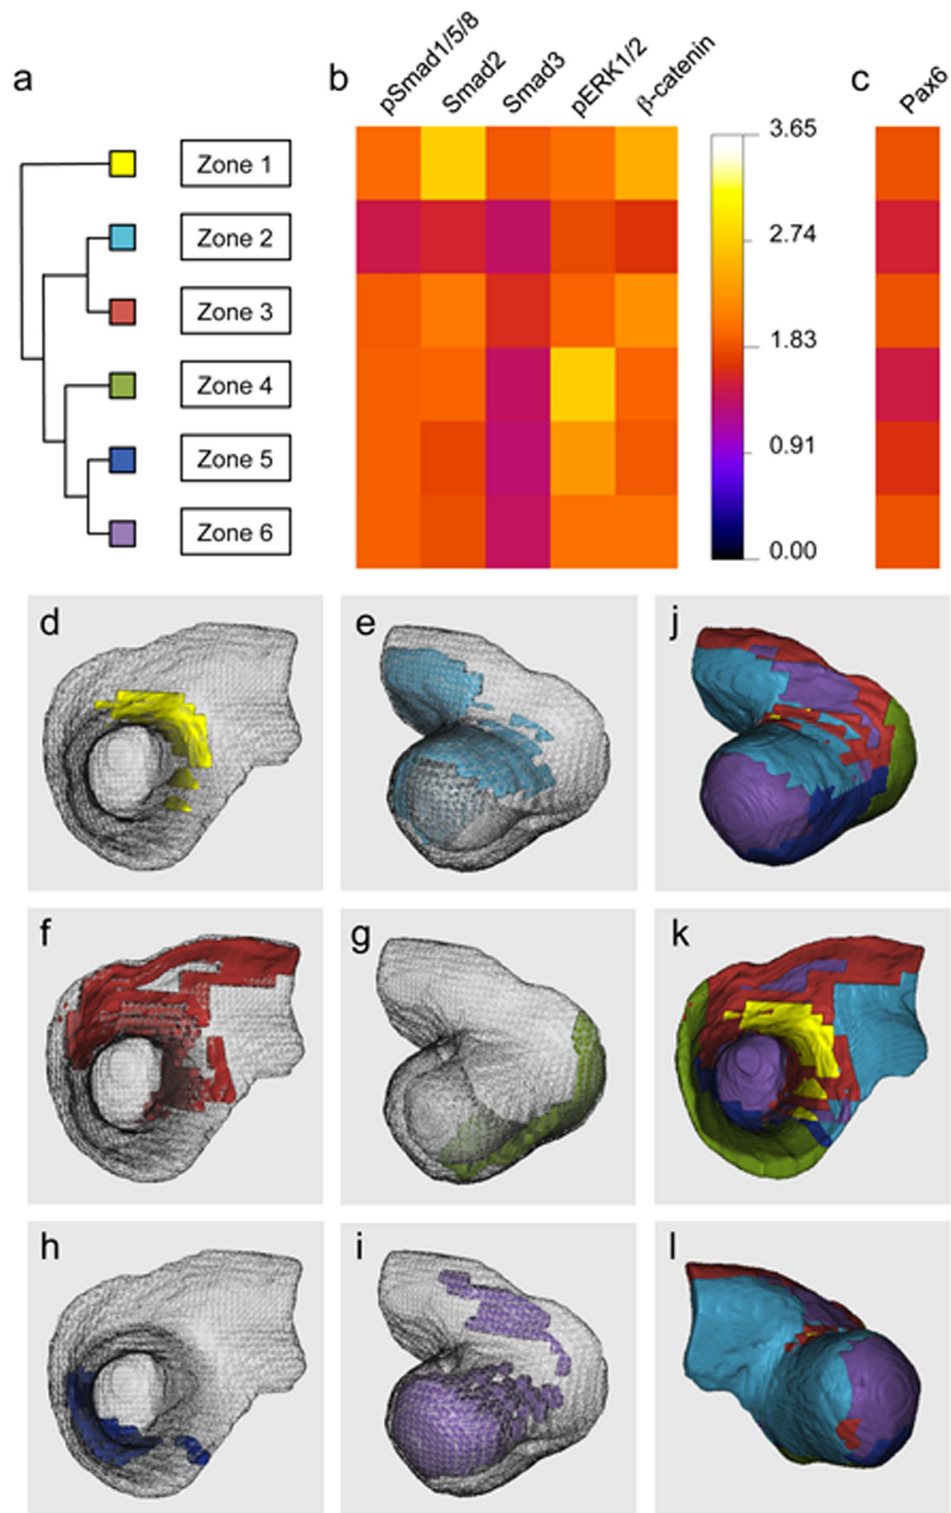 a
b
c
pSmad1/5/8
Smad2
Smad3
pERK1/2
β-catenin
Pax6
Zone 1
Zone 2
Zone 3
Zone 4
Zone 5
Zone 6
3.65
2.74
1.83
0.91
0.00
d
e
j
f
g
k
h
i
l